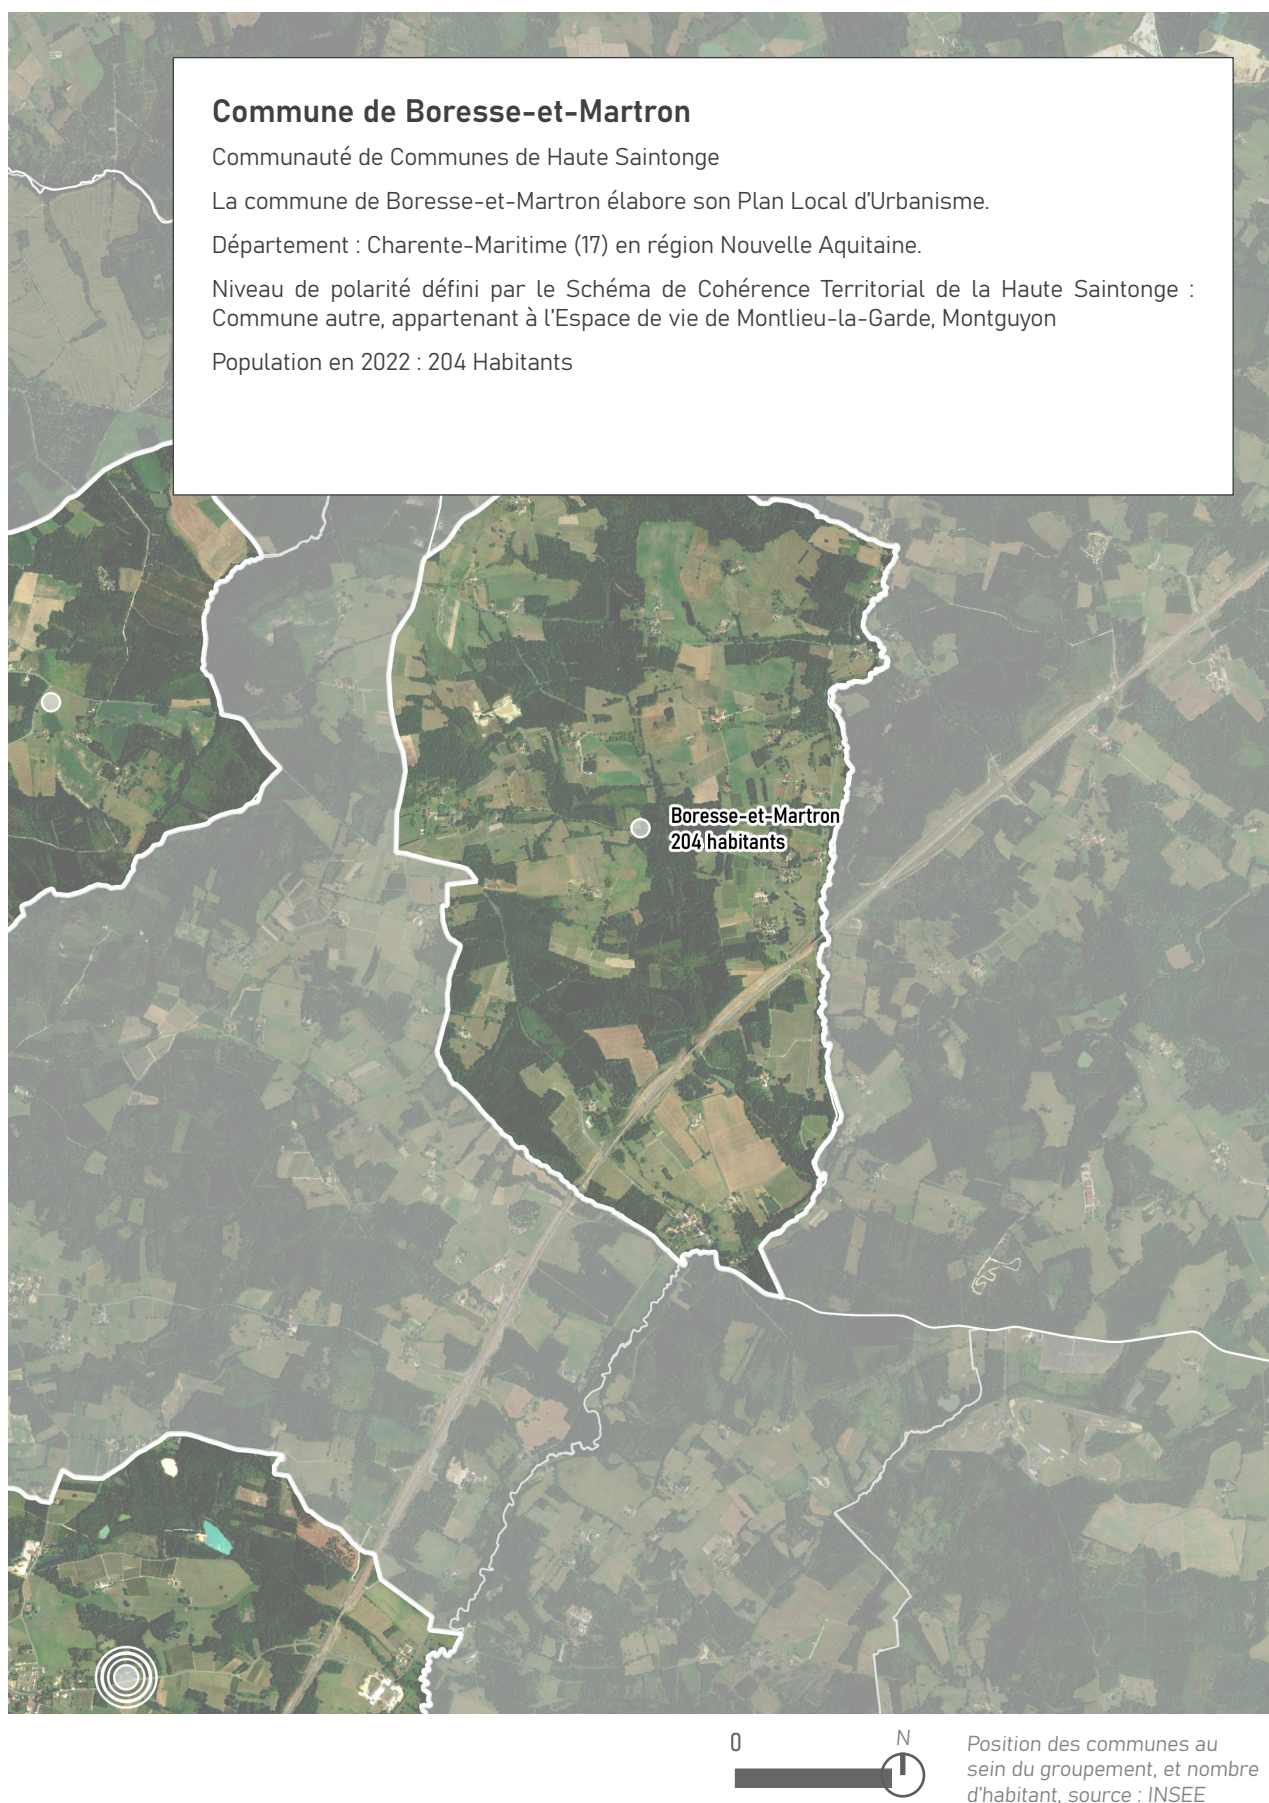 Commune de Boresse-et-Martron
Communauté de Communes de Haute Saintonge
La commune de Boresse-et-Martron élabore son Plan Local d'Urbanisme.
Département : Charente-Maritime (17) en région Nouvelle Aquitaine.
Niveau de polarité défini par le Schéma de Cohérence Territorial de la Haute Saintonge :
Commune autre, appartenant à l'Espace de vie de Montlieu-la-Garde, Montguyon
Population en 2022 : 204 Habitants
Boresse-et-Martron
204 habitants
0
N
Position des communes au
sein du groupement, et nombre
d'habitant, source : INSEE